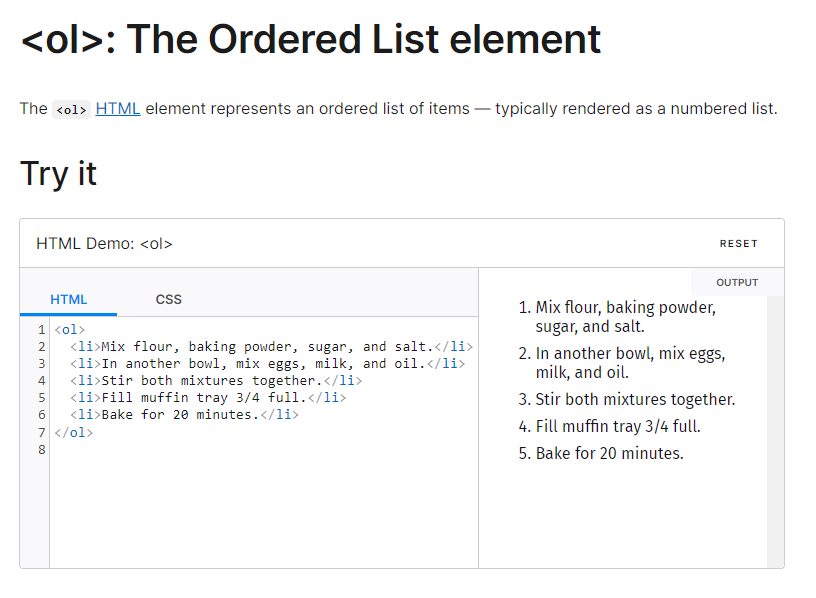 <ol>: The Ordered List element
The <ol> HTML element represents an ordered list of items — typically rendered as a numbered list.
Try it
HTML Demo: <ol>
RESET
HTML
CSS
1 <ol>
2   <li>Mix flour, baking powder, sugar, and salt.</li>
3   <li>In another bowl, mix eggs, milk, and oil.</li>
4   <li>Stir both mixtures together.</li>
5   <li>Fill muffin tray 3/4 full.</li>
6   <li>Bake for 20 minutes.</li>
7 </ol>
8
OUTPUT
1. Mix flour, baking powder,
sugar, and salt.
2. In another bowl, mix eggs,
milk, and oil.
3. Stir both mixtures together.
4. Fill muffin tray 3/4 full.
5. Bake for 20 minutes.